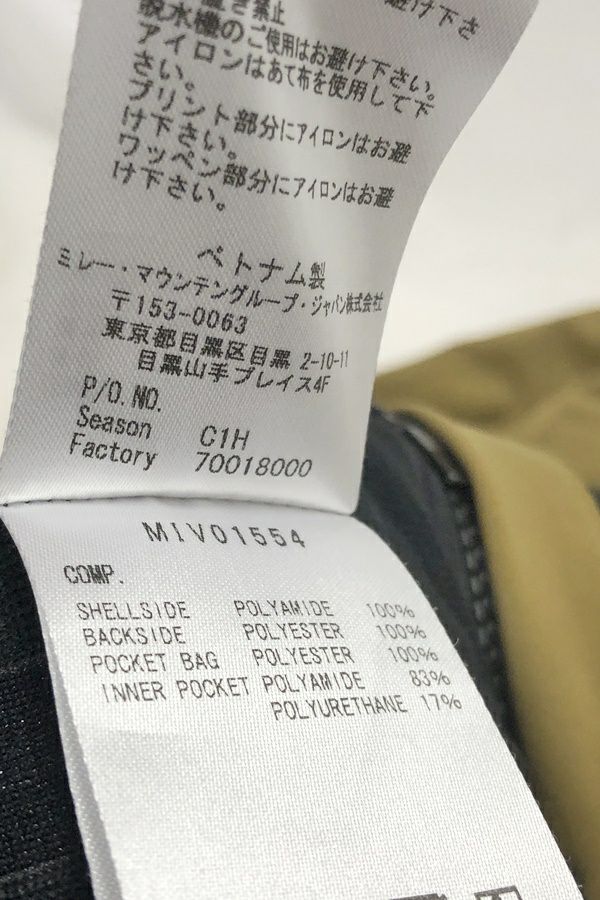 避け下さ
き禁止
脱水機のご使用はお避け下さい。
アイロンはあて布を使用して下
さい。
プリント部分にアイロンはお避
け下さい。
ワッペン部分にアイロンはお避
け下さい。
ベトナム製
ミレー・マウンテングループ・ジャパン株式会社
〒153-0063
東京都目黒区目黒 2-10-11
目黒山手プレイス4F
P/O.NO.
Season C1H
Factory 70018000
MIV01554
COMP.
SHELLSIDE POLYAMIDE 100%
BACKSIDE POLYESTER 100%
POCKET BAG POLYESTER 100%
INNER POCKET POLYAMIDE 83%
POLYURETHANE 17%